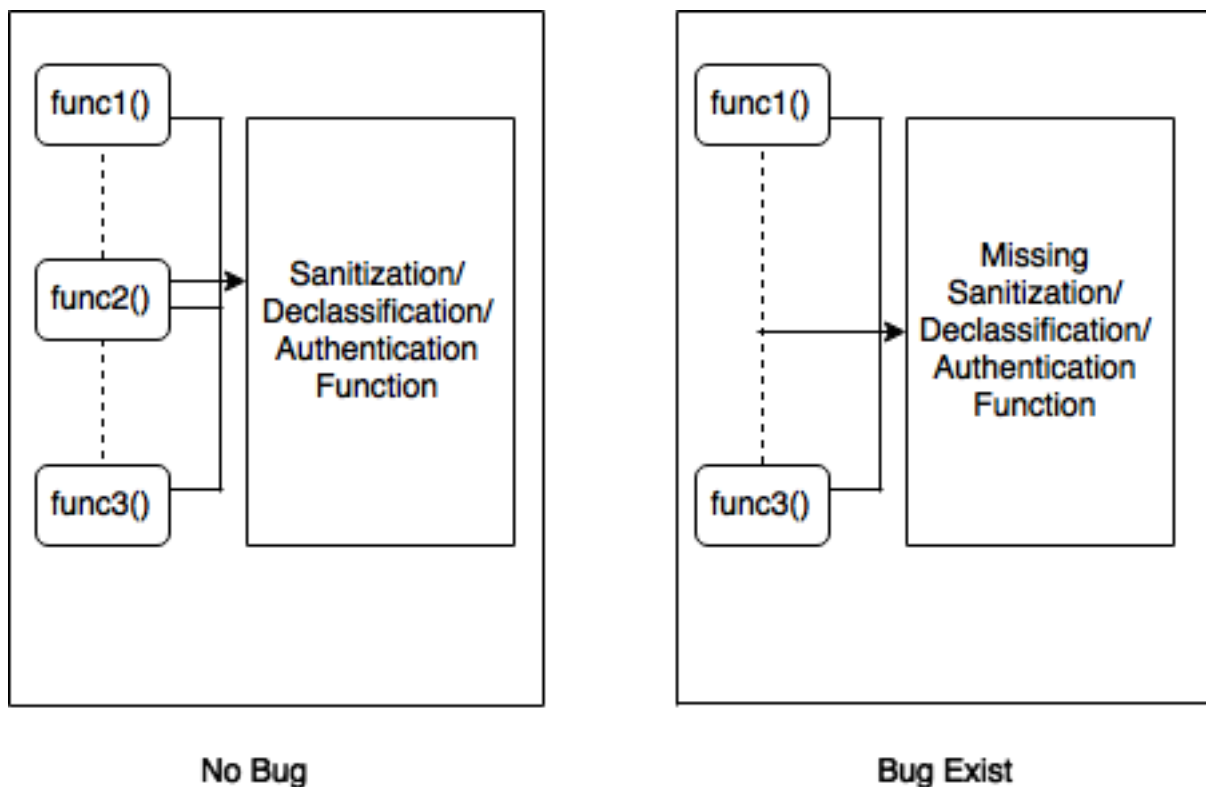 func1()
func2()
func3()
Sanitization/
Declassification/
Authentication
Function
No Bug
func1()
func3()
Missing
Sanitization/
Declassification/
Authentication
Function
Bug Exist